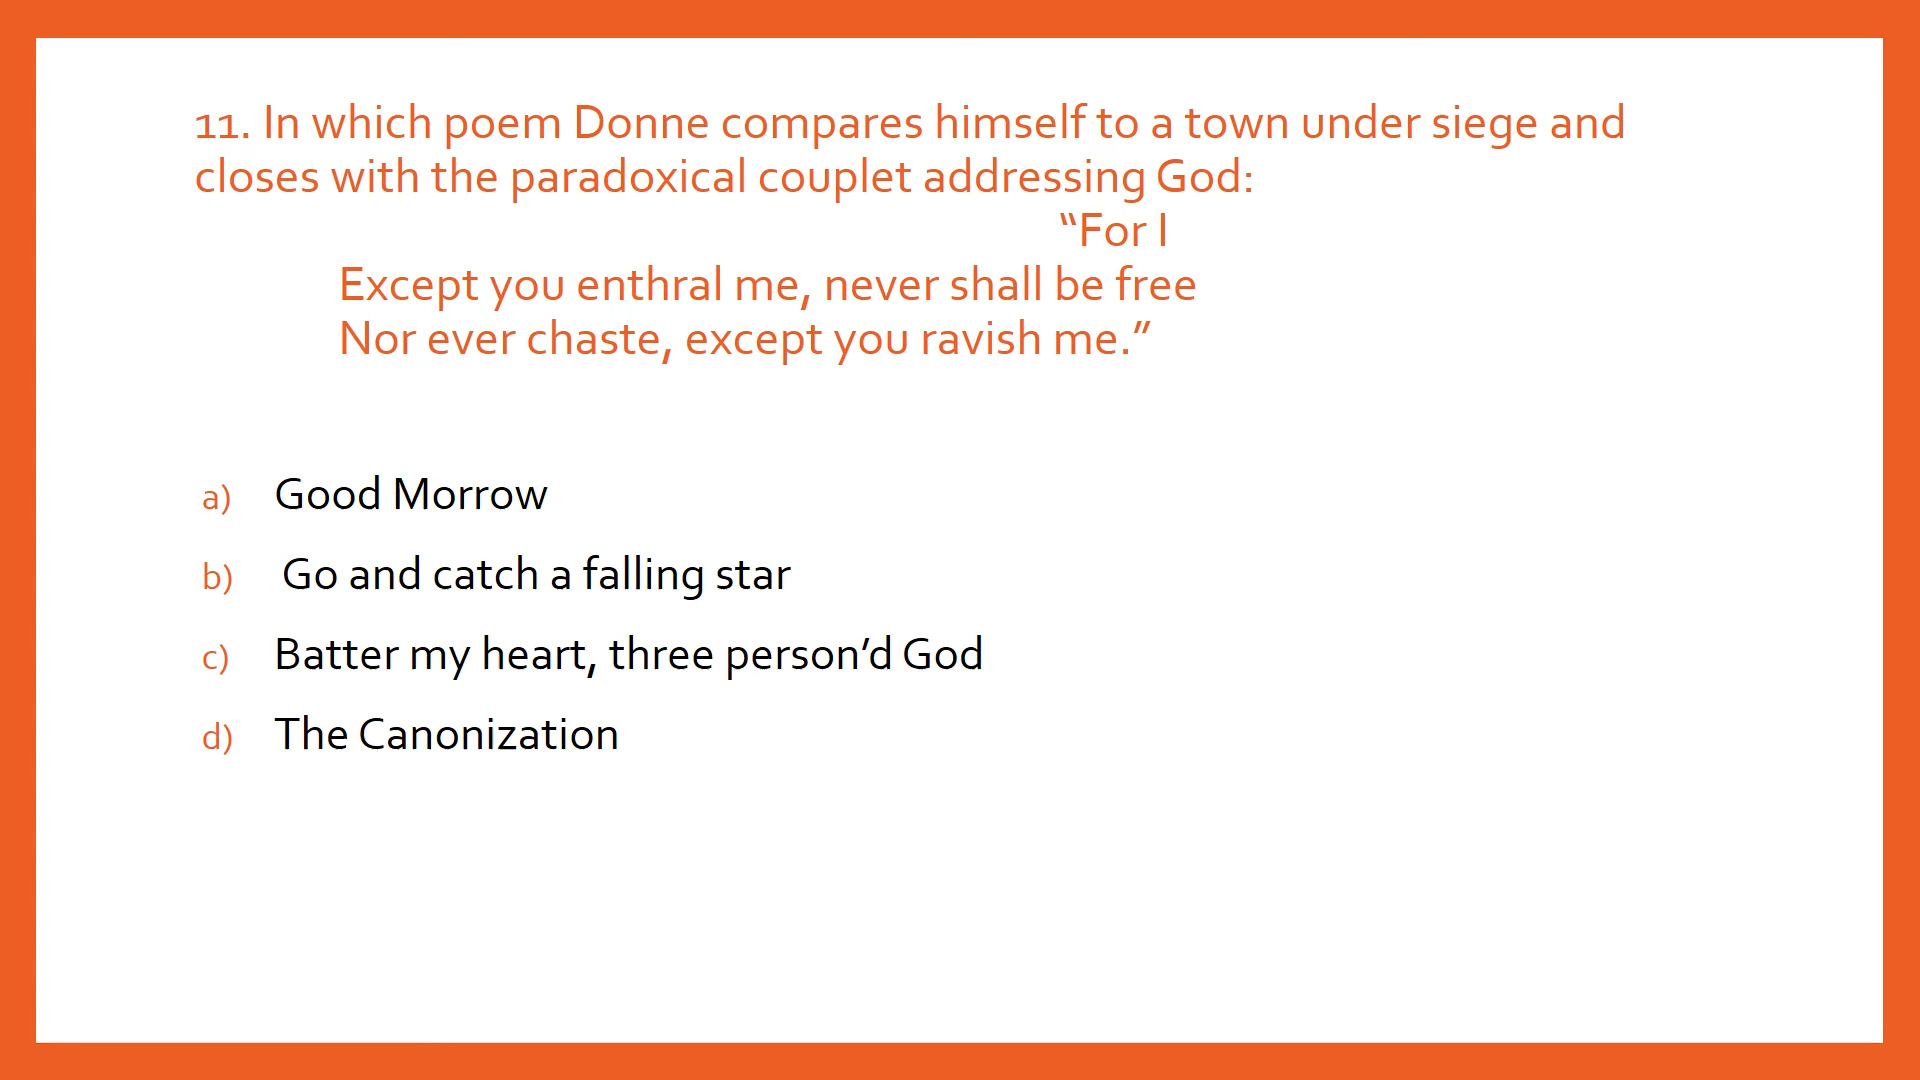 11. In which poem Donne compares himself to a town under siege and
closes with the paradoxical couplet addressing God:
“For I
Except you enthral me, never shall be free
Nor ever chaste, except you ravish me.”
a) Good Morrow
b) Go and catch a falling star
c) Batter my heart, three person’d God
d) The Canonization